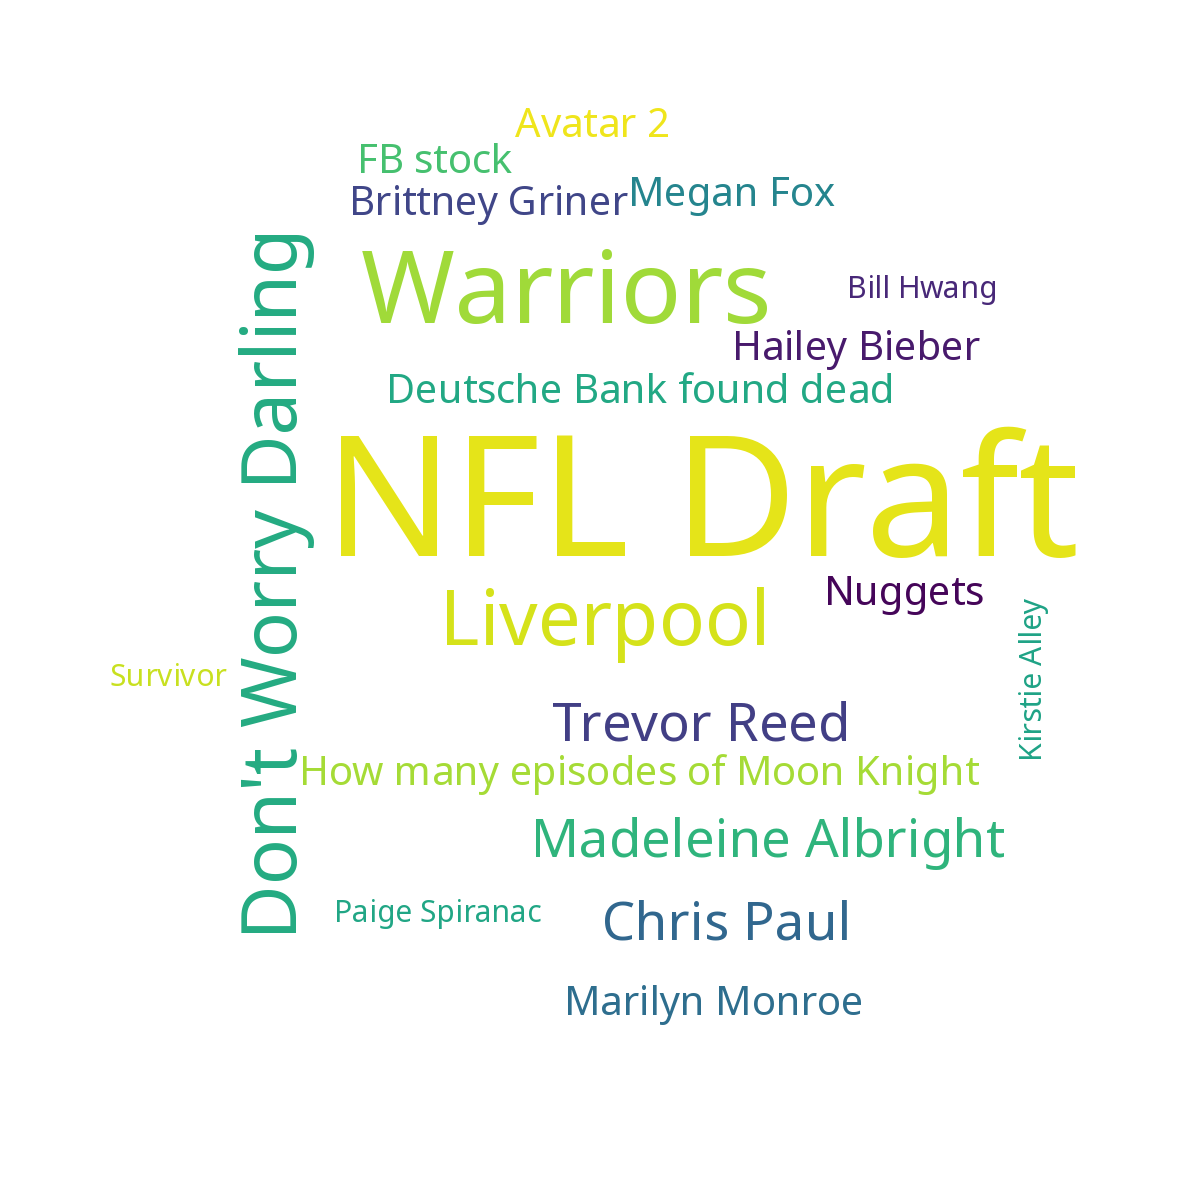 Avatar 2
FB stock
Brittney Griner
Megan Fox
Warriors
Bill Hwang
Hailey Bieber
Deutsche Bank found dead
NFL Draft
Don't Worry Darling
Liverpool
Nuggets
Kirstie Alley
Survivor
Trevor Reed
How many episodes of Moon Knight
Madeleine Albright
Paige Spiranac
Chris Paul
Marilyn Monroe